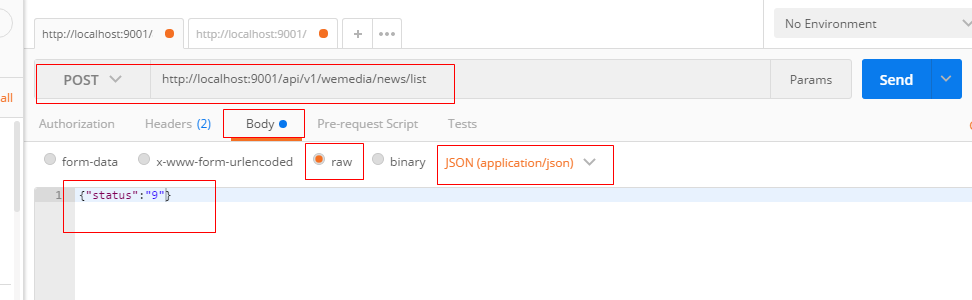 http://localhost:9001/
http://localhost:9001/
+
•••
No Environment
all
POST
http://localhost:9001/api/v1/wemedia/news/list
Params
Send
Authorization
Headers (2)
Body
Pre-request Script
Tests
form-data
x-www-form-urlencoded
raw
binary
JSON (application/json)
1 {"status":"9"}